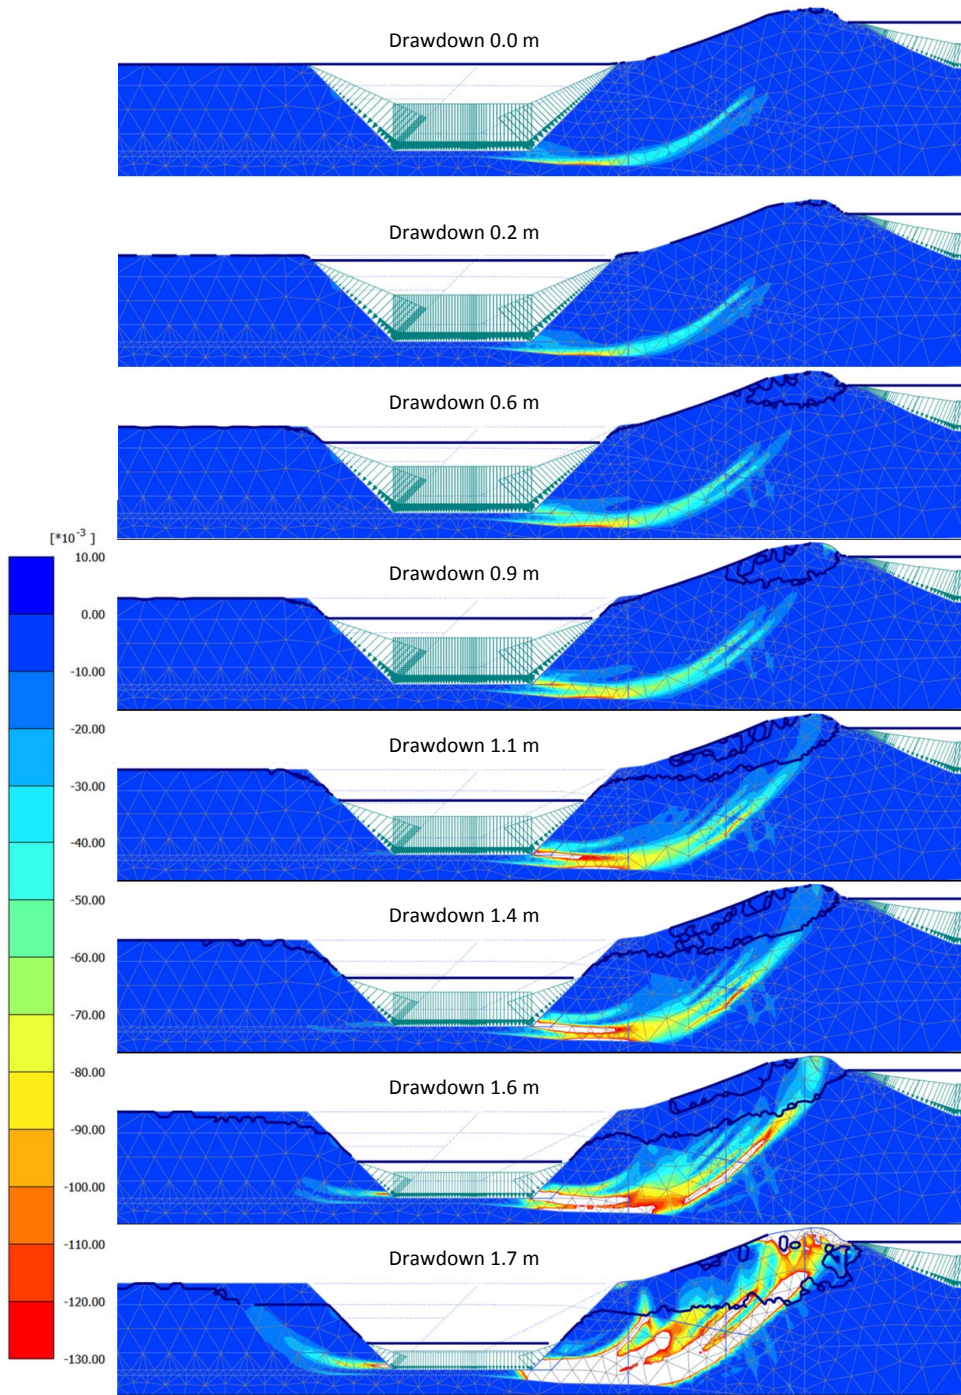 Drawdown 0.0 m
Drawdown 0.2 m
Drawdown 0.6 m
[*10-3 ]
10.00
0.00
-10.00
-20.00
-30.00
-40.00
-50.00
-60.00
-70.00
-80.00
-90.00
-100.00
-110.00
-120.00
-130.00
Drawdown 0.9 m
Drawdown 1.1 m
Drawdown 1.4 m
Drawdown 1.6 m
Drawdown 1.7 m